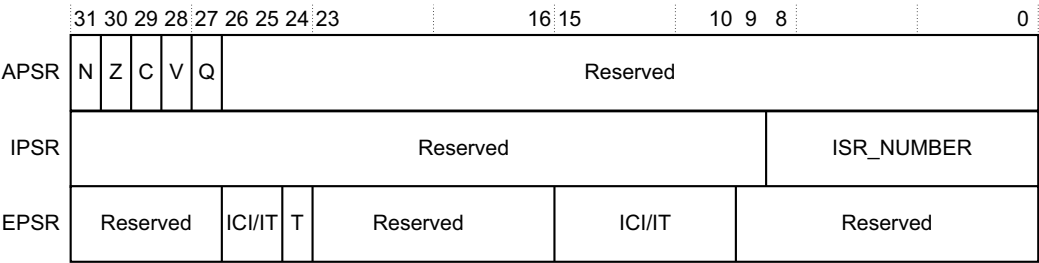 31 30 29 28 27 26 25 24 23 16 15 10 9 8 0
APSR N Z C V Q Reserved
IPSR Reserved ISR_NUMBER
EPSR Reserved ICI/IT T Reserved ICI/IT Reserved